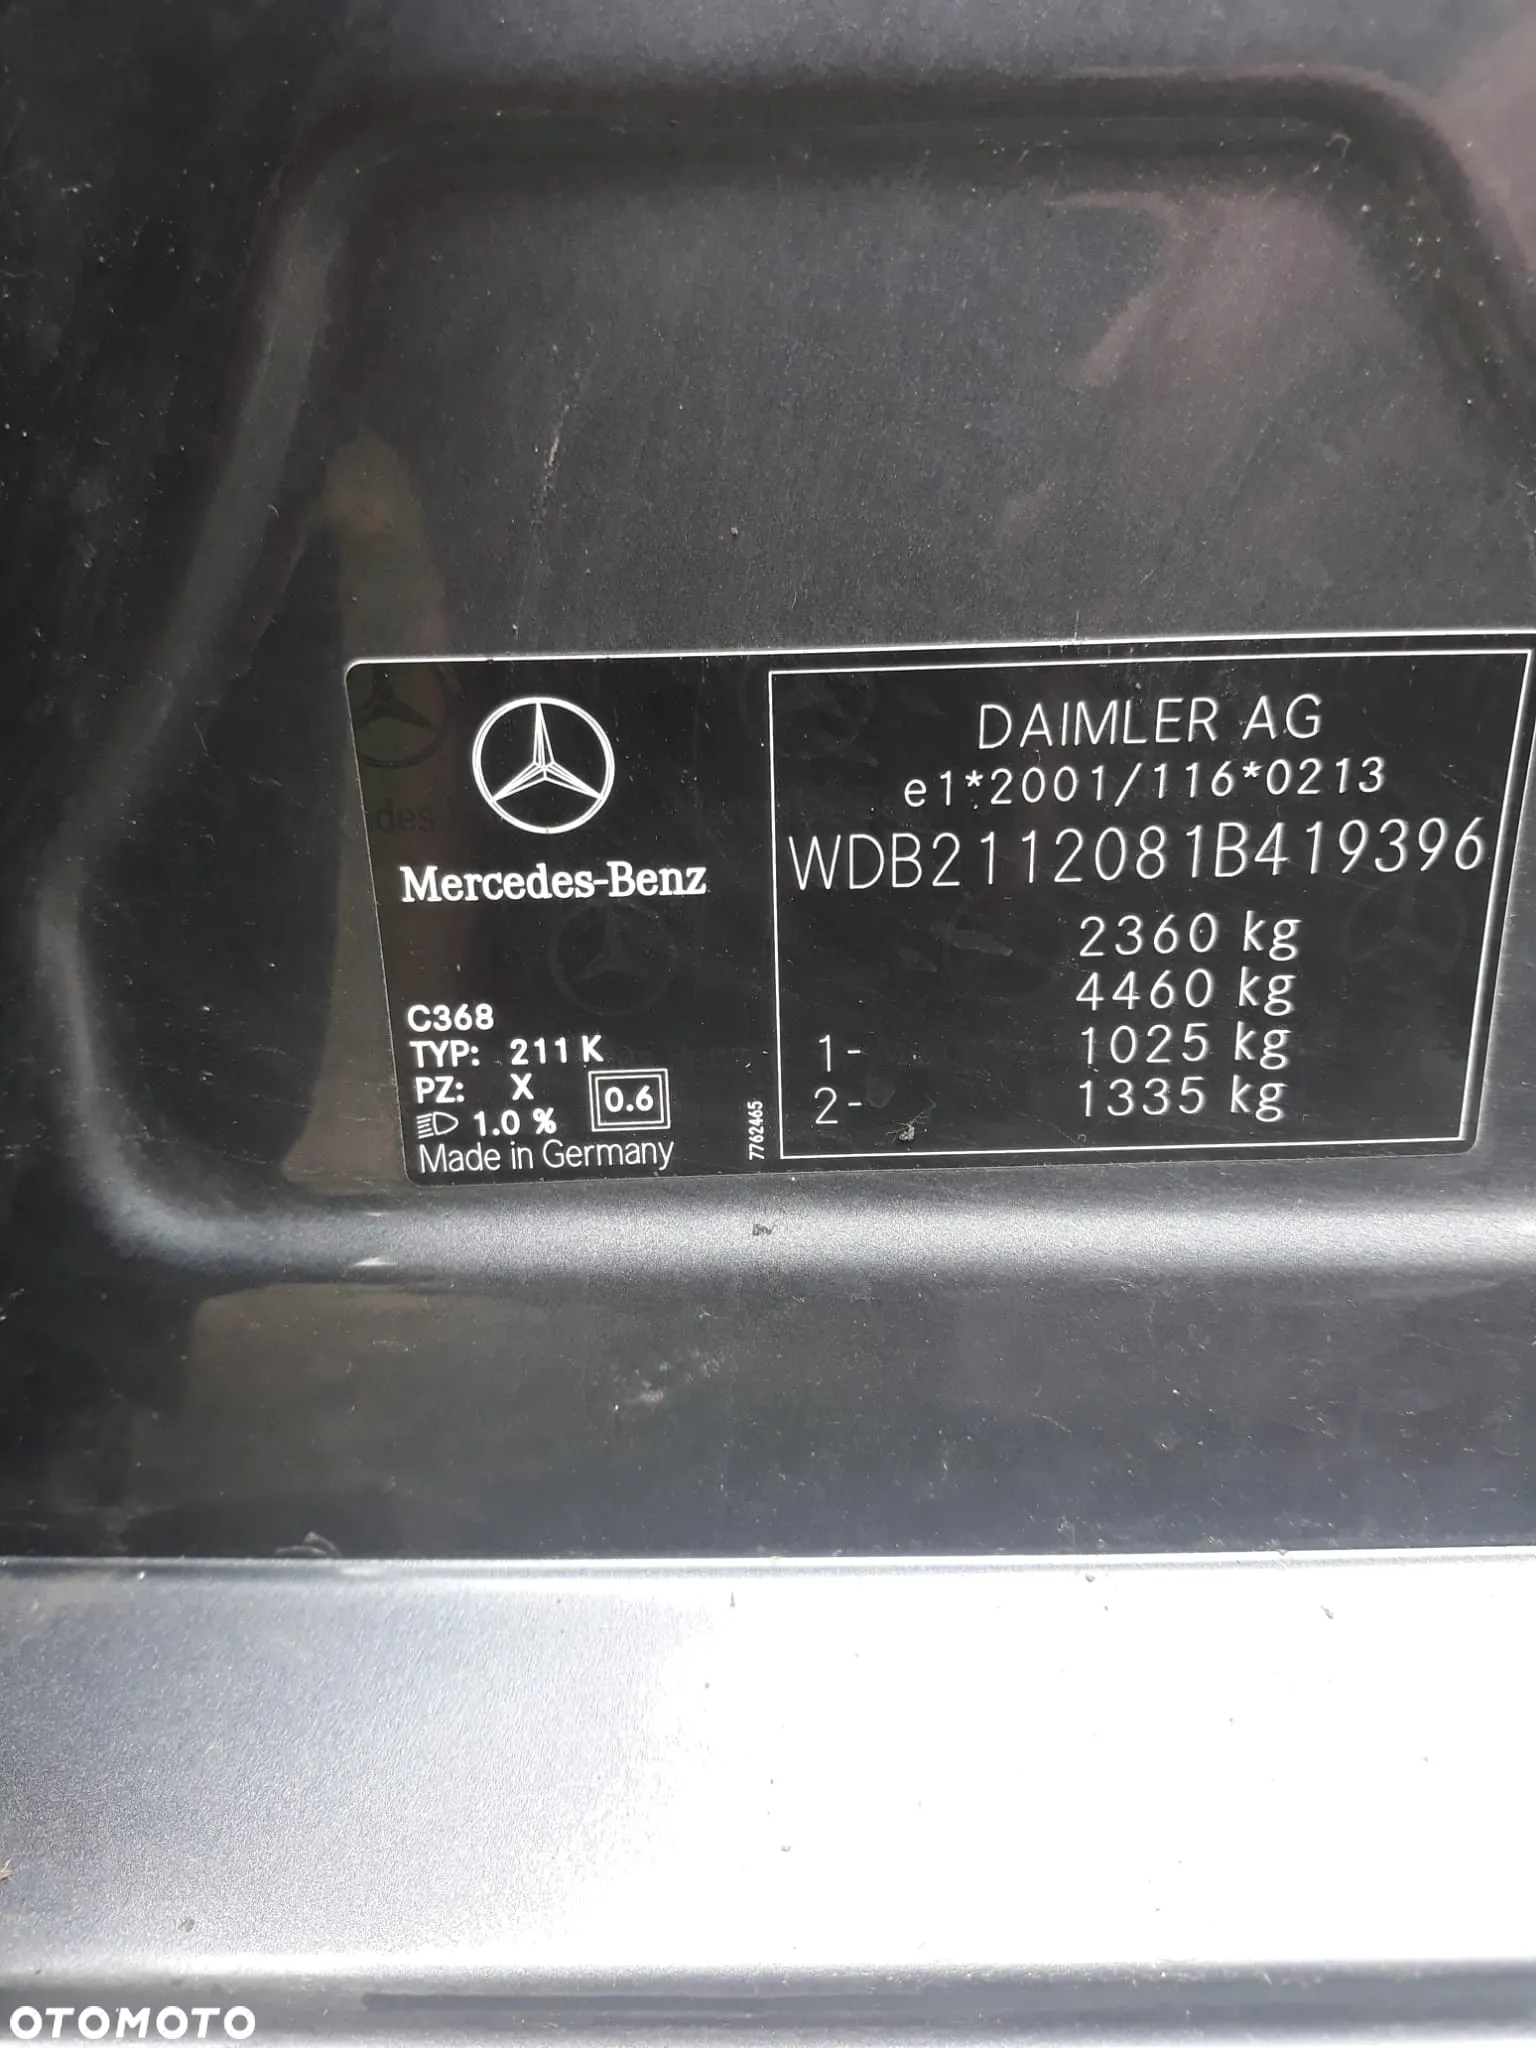 Mercedes-Benz
C368
TYP: 211 K
PZ: X
1.0 %
0.6
Made in Germany
7762465
DAIMLER AG
e1*2001/116*0213
WDB2112081B419396
2360 kg
4460 kg
1- 1025 kg
2- 1335 kg
OTOMOTO